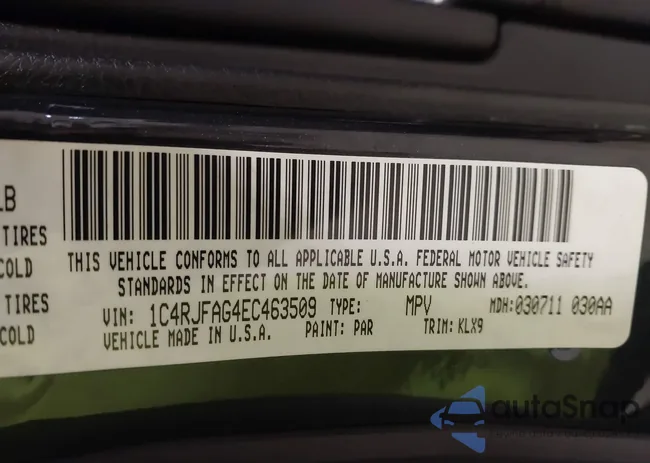 LB
TIRES
COLD
TIRES
COLD
THIS VEHICLE CONFORMS TO ALL APPLICABLE U.S.A. FEDERAL MOTOR VEHICLE SAFETY
STANDARDS IN EFFECT ON THE DATE OF MANUFACTURE SHOWN ABOVE.
VIN: 1C4RJFAG4EC463509 TYPE: MPV MDH:030711 030AA
VEHICLE MADE IN U.S.A. PAINT: PAR TRIM: KLX9
autoSnap